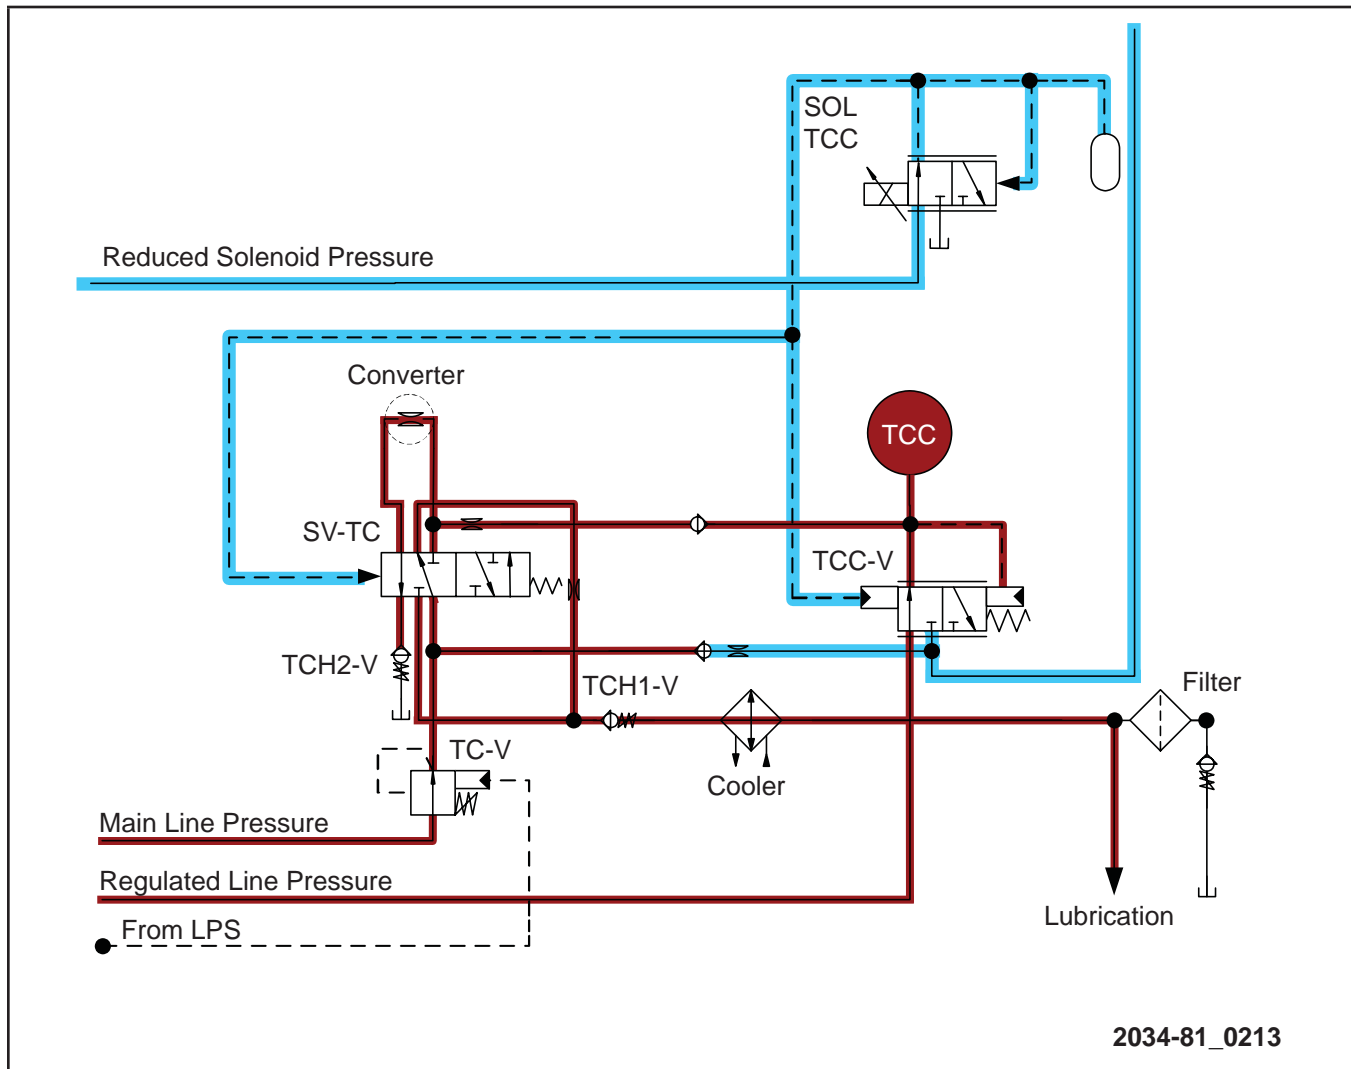 SOL
TCC
Reduced Solenoid Pressure
Converter
TCC
SV-TC
TCC-V
TCH2-V
TCH1-V
Filter
TC-V
Cooler
Main Line Pressure
Regulated Line Pressure
Lubrication
From LPS
2034-81_0213